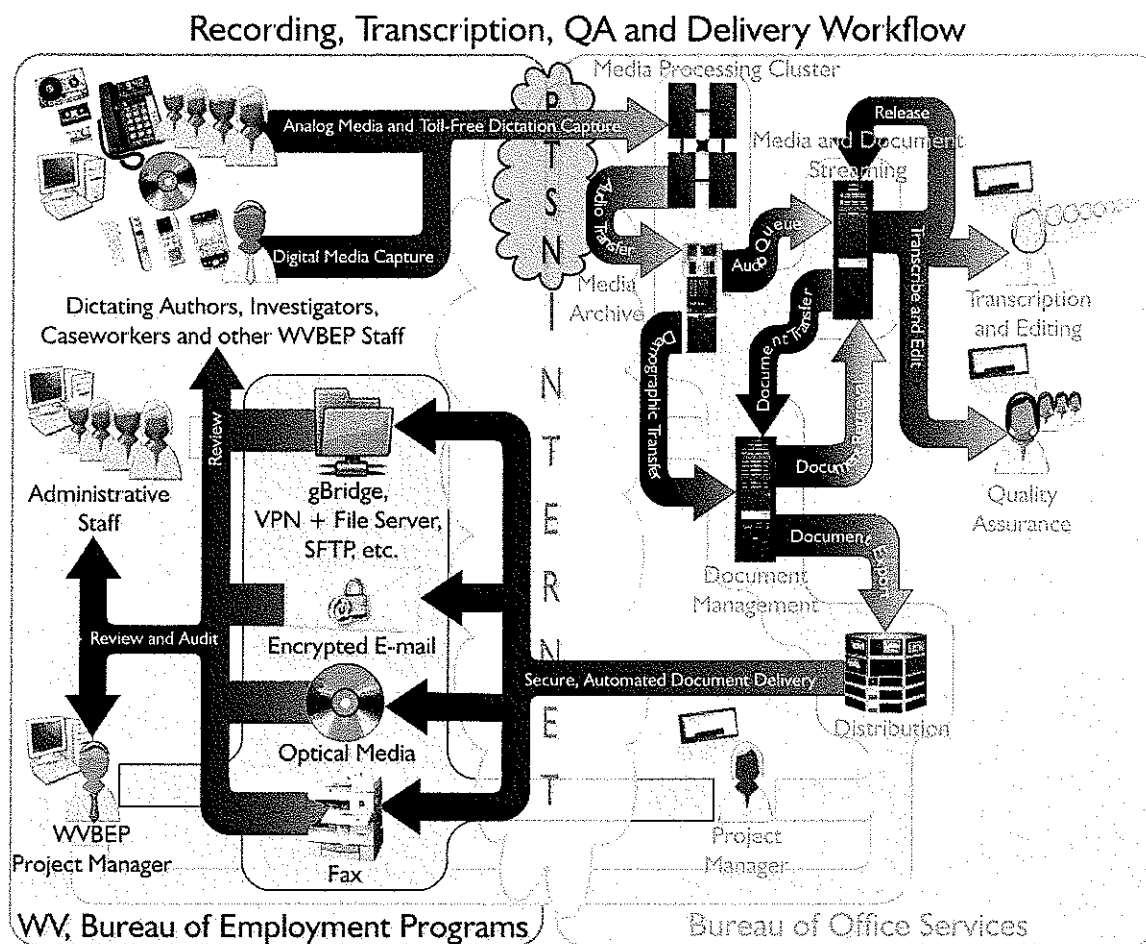 Recording, Transcription, QA and Delivery Workflow
Media Processing Cluster
PTSN
Analog Media and Toll-Free Dictation Capture
Release
Media and Document
Streaming
Audio Transfer
Audio Queue
Digital Media Capture
Media
Archive
Transcribe and Edit
Transcription
and Editing
Dictating Authors, Investigators,
Caseworkers and other WVBEP Staff
Document Transfer
Demographic Transfer
INTERNET
Review
Document Retrieval
Administrative
Staff
gBridge,
VPN + File Server,
SFTP, etc.
Quality
Assurance
Document Export
Document
Management
Review and Audit
Encrypted E-mail
Secure, Automated Document Delivery
Distribution
Optical Media
WVBEP
Project Manager
Project
Manager
Fax
WV, Bureau of Employment Programs
Bureau of Office Services